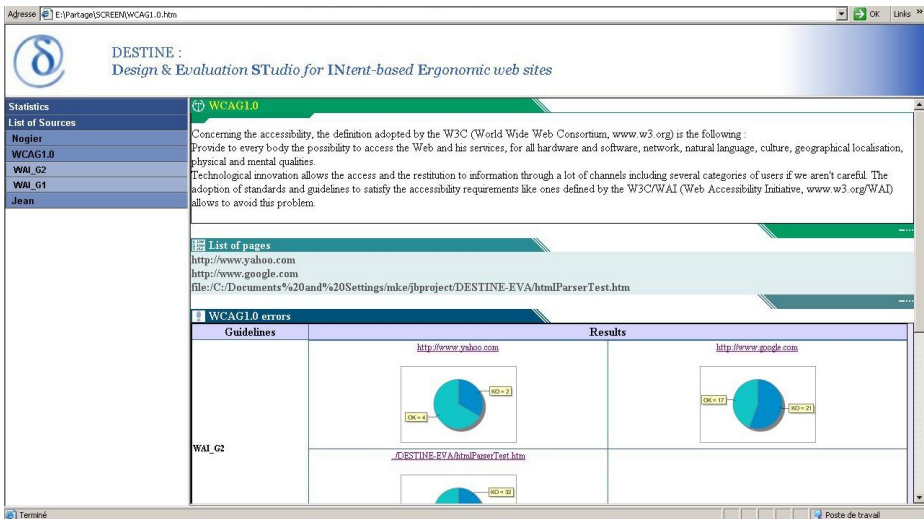 Adresse E:\Partage\SCREEN\WCAG1.0.htm OK Links »
δ
DESTINE :
Design & Evaluation STudio for INtent-based Ergonomic web sites
Statistics
List of Sources
Nogier
WCAG1.0
WAI_G2
WAI_G1
Jean
WCAG1.0
Concerning the accessibility, the definition adopted by the W3C (World Wide Web Consortium, www.w3.org) is the following :
Provide to every body the possibility to access the Web and his services, for all hardware and software, network, natural language, culture, geographical localisation,
physical and mental qualities.
Technological innovation allows the access and the restitution to information through a lot of channels including several categories of users if we aren't careful. The
adoption of standards and guidelines to satisfy the accessibility requirements like ones defined by the W3C/WAI (Web Accessibility Initiative, www.w3.org/WAI)
allows to avoid this problem.
List of pages
http://www.yahoo.com
http://www.google.com
file:/C:/Documents%20and%20Settings/mke/jbproject/DESTINE-EVA/htmlParserTest.htm
WCAG1.0 errors
Guidelines Results
http://www.yahoo.com http://www.google.com
KO = 2
OK = 4
OK = 17
KO = 21
WAI_G2
../DESTINE-EVA/htmlParserTest.htm
KO = 32
Terminé Poste de travail